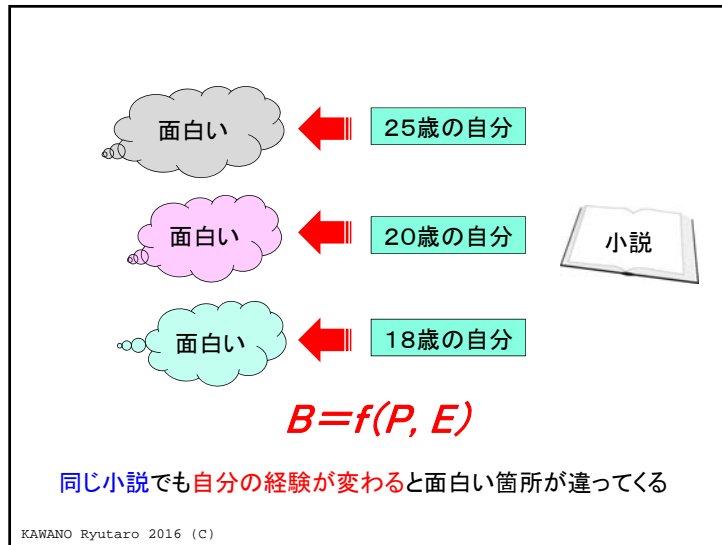 面白い
25歳の自分
面白い
20歳の自分
小説
面白い
18歳の自分
B=f(P, E)
同じ小説でも自分の経験が変わると面白い箇所が違ってくる
KAWANO Ryutaro 2016 (C)